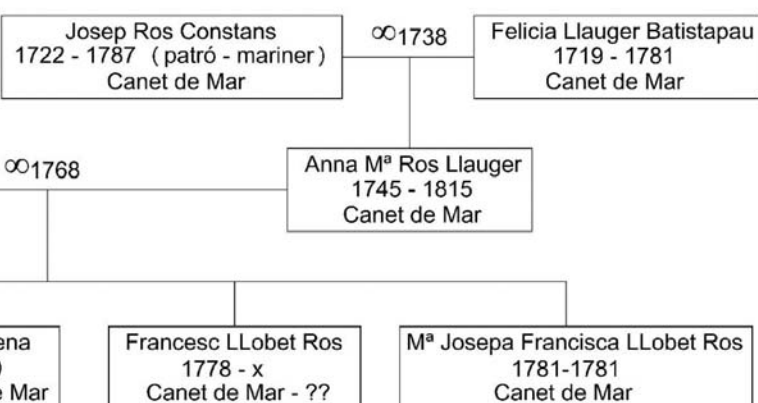 Josep Ros Constans
1722 - 1787 ( patró - mariner )
Canet de Mar
∞1738
Felicia Llauger Batistapau
1719 - 1781
Canet de Mar
∞1768
Anna Mª Ros Llauger
1745 - 1815
Canet de Mar
ena
)
e Mar
Francesc LLobet Ros
1778 - x
Canet de Mar - ??
Mª Josepa Francisca LLobet Ros
1781-1781
Canet de Mar